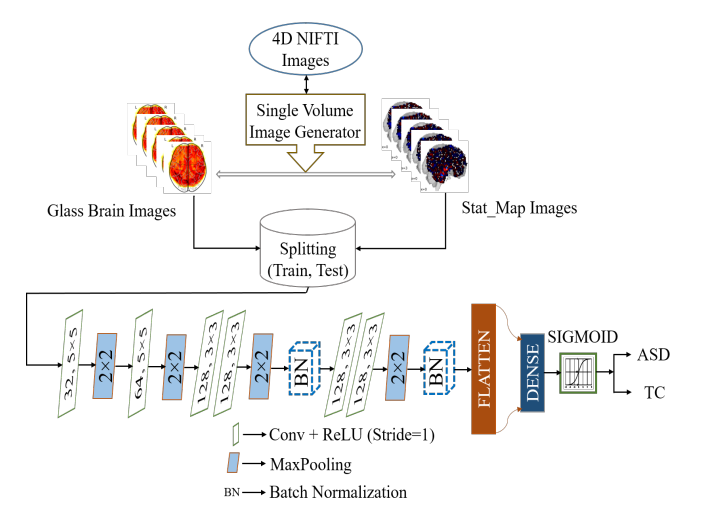 4D NIFTI
Images
Single Volume
Image Generator
Glass Brain Images
Stat_Map Images
Splitting
(Train, Test)
32, 5×5
2×2
64, 5×5
2×2
128, 3×3
128, 3×3
2×2
BN
128, 3×3
128, 3×3
2×2
BN
FLATTEN
DENSE
SIGMOID
ASD
TC
Conv + ReLU (Stride=1)
MaxPooling
BN
Batch Normalization